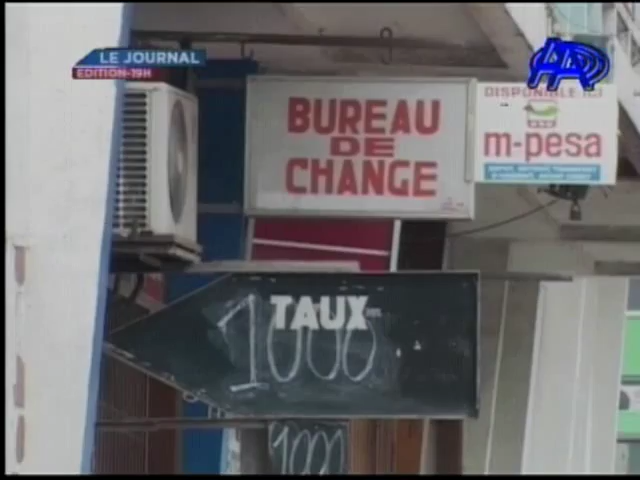 LE JOURNAL
EDITION-19H
BUREAU
DE
CHANGE
DISPONIBLE ICI
m-pesa
TAUX
1000
1000